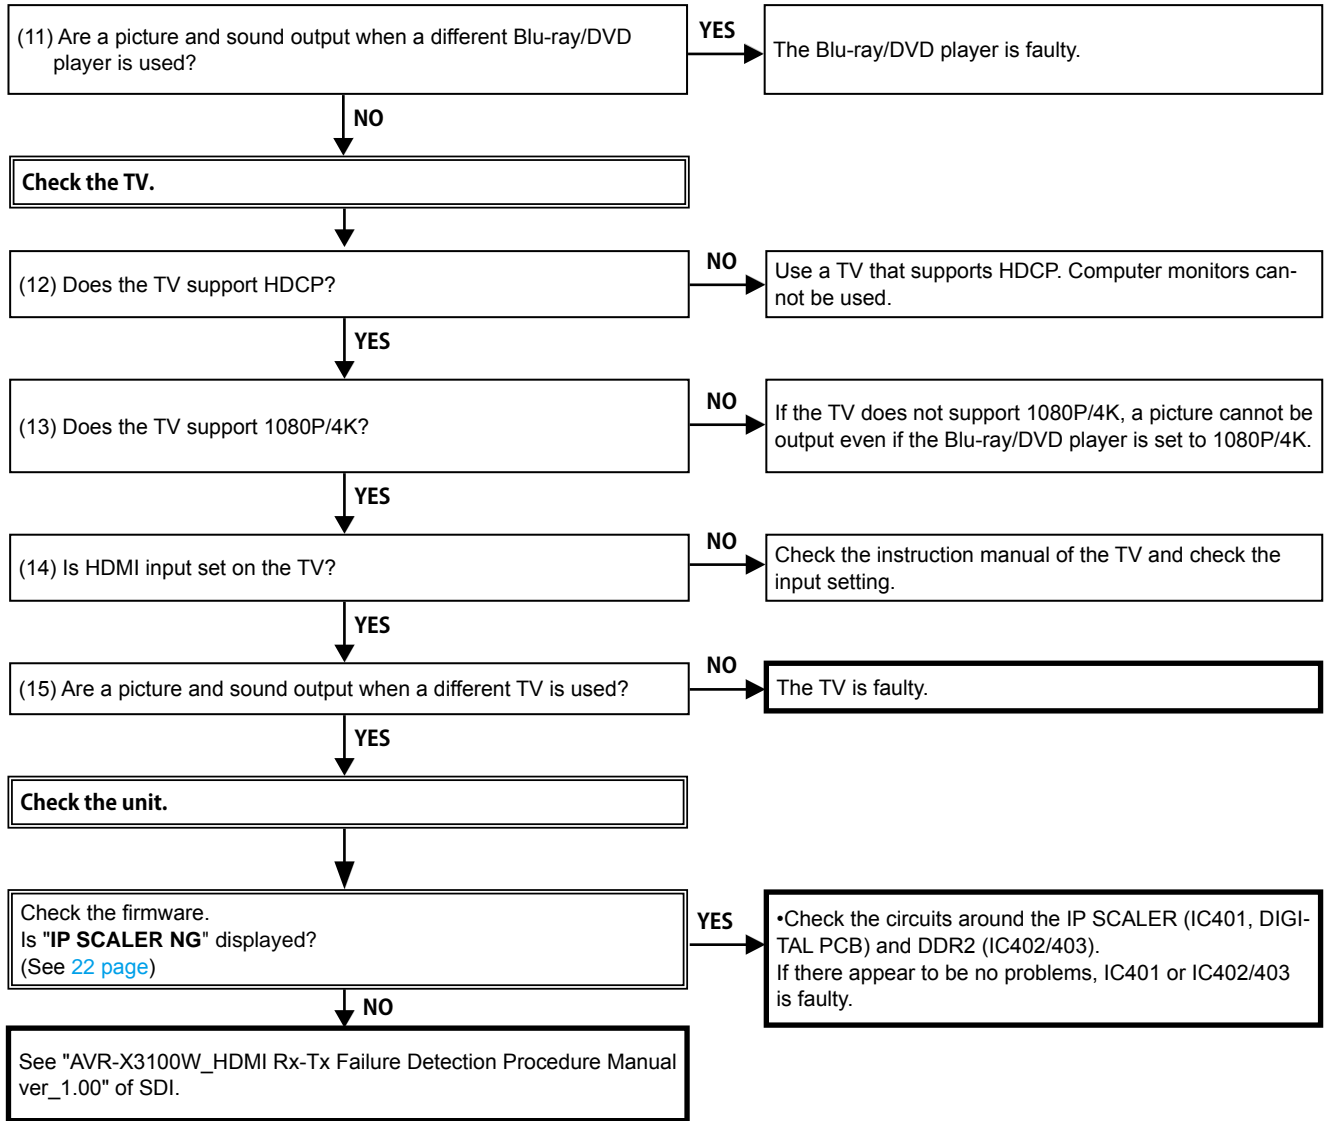 (11) Are a picture and sound output when a different Blu-ray/DVD
player is used?
YES
The Blu-ray/DVD player is faulty.
NO
Check the TV.
(12) Does the TV support HDCP?
NO
Use a TV that supports HDCP. Computer monitors can-
not be used.
YES
(13) Does the TV support 1080P/4K?
NO
If the TV does not support 1080P/4K, a picture cannot be
output even if the Blu-ray/DVD player is set to 1080P/4K.
YES
(14) Is HDMI input set on the TV?
NO
Check the instruction manual of the TV and check the
input setting.
YES
(15) Are a picture and sound output when a different TV is used?
NO
The TV is faulty.
YES
Check the unit.
Check the firmware.
Is "IP SCALER NG" displayed?
(See 22 page)
YES
•Check the circuits around the IP SCALER (IC401, DIGI-
TAL PCB) and DDR2 (IC402/403).
If there appear to be no problems, IC401 or IC402/403
is faulty.
NO
See "AVR-X3100W_HDMI Rx-Tx Failure Detection Procedure Manual
ver_1.00" of SDI.